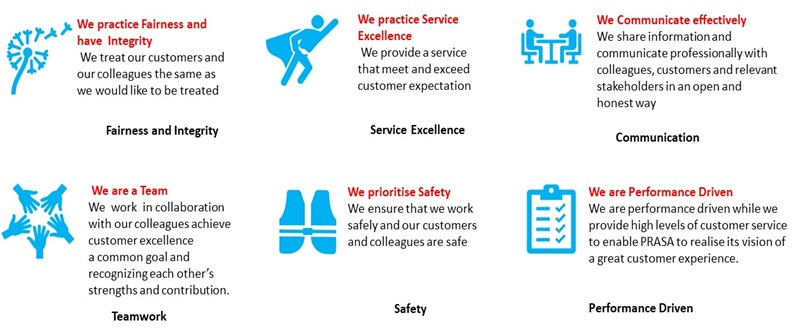 We practice Fairness and
have Integrity
We treat our customers and
our colleagues the same as
we would like to be treated
Fairness and Integrity
We practice Service
Excellence
We provide a service
that meet and exceed
customer expectation
Service Excellence
We Communicate effectively
We share information and
communicate professionally with
colleagues, customers and relevant
stakeholders in an open and
honest way
Communication
We are a Team
We work in collaboration
with our colleagues achieve
customer excellence
a common goal and
recognizing each other's
strengths and contribution.
Teamwork
We prioritise Safety
We ensure that we work
safely and our customers
and colleagues are safe
Safety
We are Performance Driven
We are performance driven while we
provide high levels of customer service
to enable PRASA to realise its vision of
a great customer experience.
Performance Driven